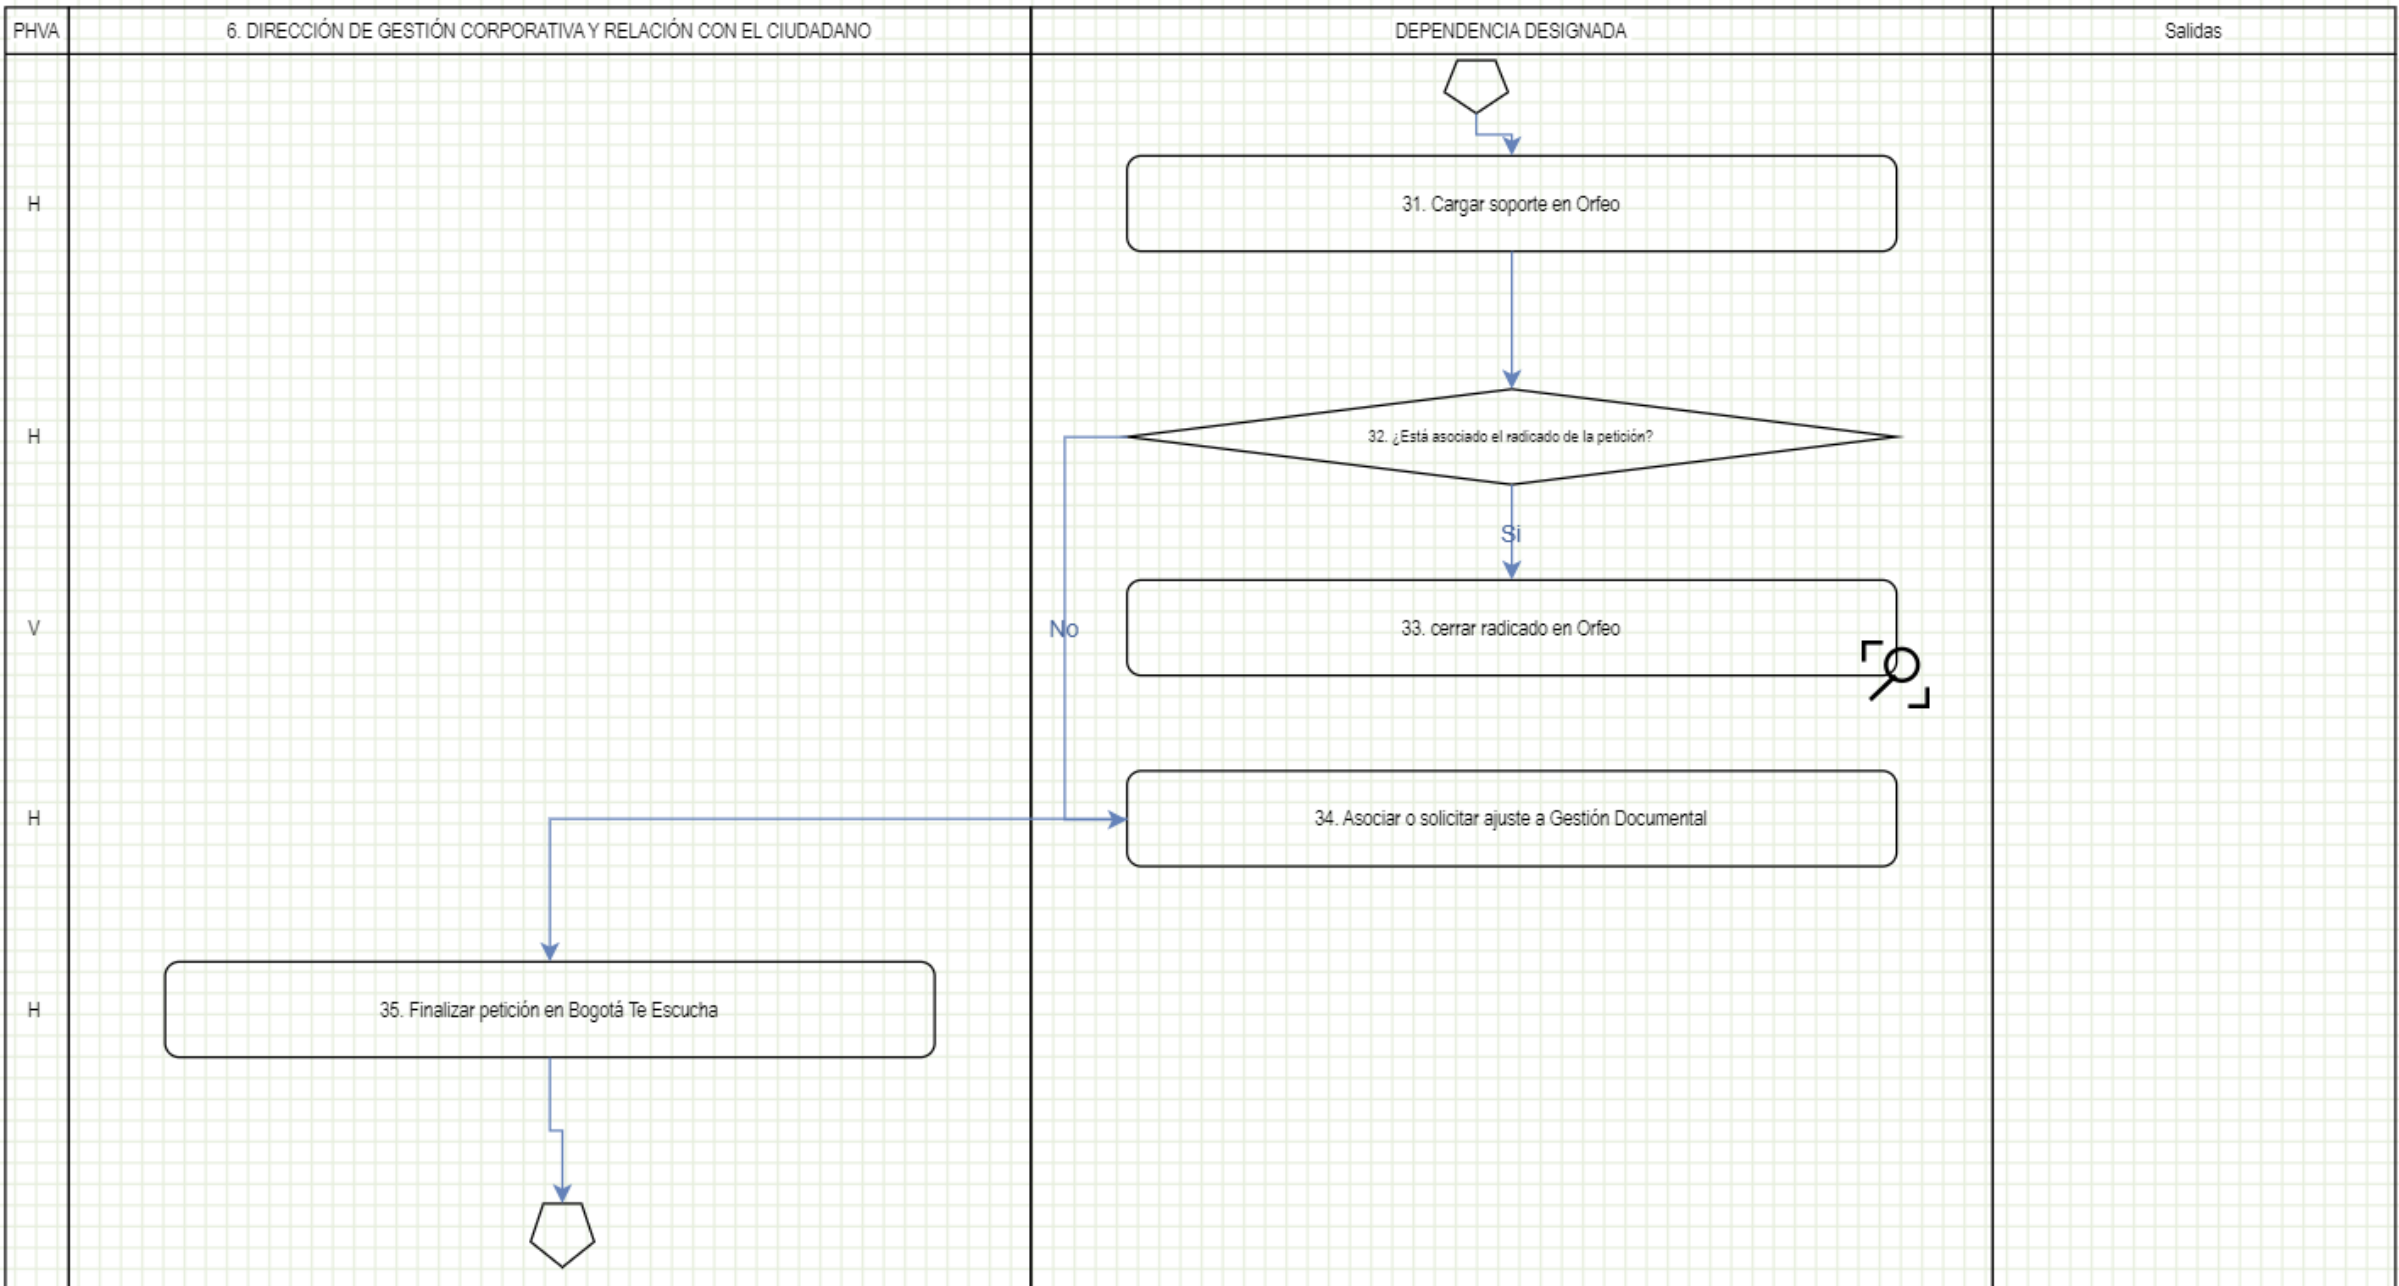 PHVA
6. DIRECCIÓN DE GESTIÓN CORPORATIVA Y RELACIÓN CON EL CIUDADANO
DEPENDENCIA DESIGNADA
Salidas
H
31. Cargar soporte en Orfeo
H
32. ¿Está asociado el radicado de la petición?
Si
V
No
33. cerrar radicado en Orfeo
H
34. Asociar o solicitar ajuste a Gestión Documental
H
35. Finalizar petición en Bogotá Te Escucha